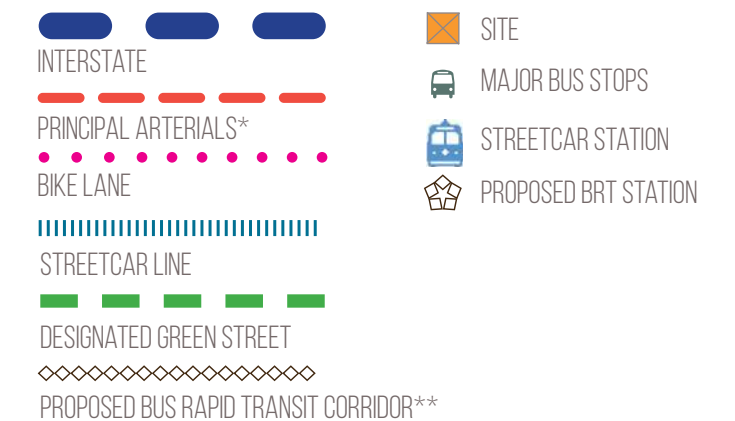 INTERSTATE
PRINCIPAL ARTERIALS*
BIKE LANE
STREETCAR LINE
DESIGNATED GREEN STREET
PROPOSED BUS RAPID TRANSIT CORRIDOR**
SITE
MAJOR BUS STOPS
STREETCAR STATION
PROPOSED BRT STATION